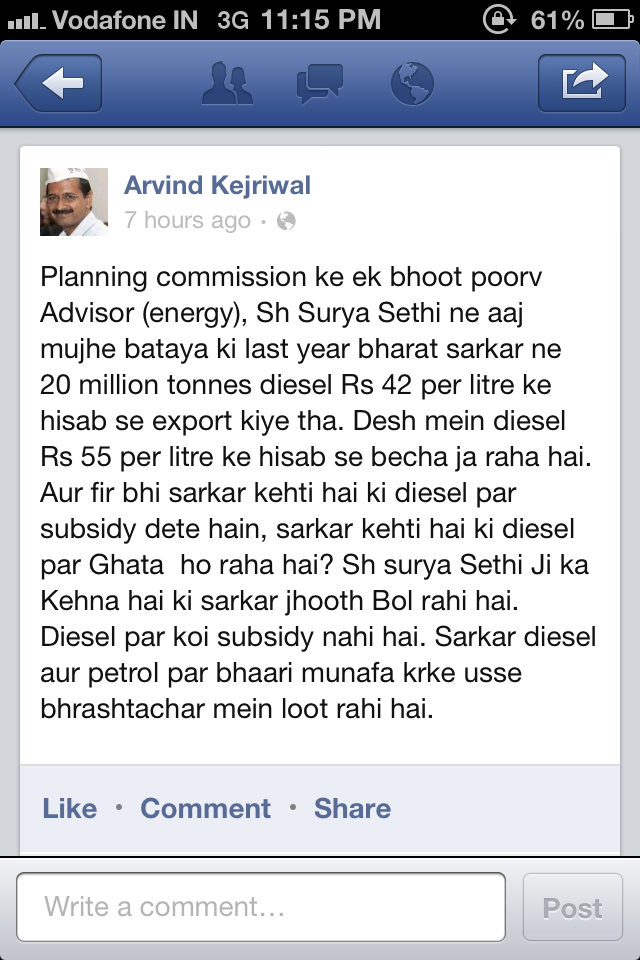 Vodafone IN 3G 11:15 PM 61%
Arvind Kejriwal
7 hours ago ·
Planning commission ke ek bhoot poorv
Advisor (energy), Sh Surya Sethi ne aaj
mujhe bataya ki last year bharat sarkar ne
20 million tonnes diesel Rs 42 per litre ke
hisab se export kiye tha. Desh mein diesel
Rs 55 per litre ke hisab se becha ja raha hai.
Aur fir bhi sarkar kehti hai ki diesel par
subsidy dete hain, sarkar kehti hai ki diesel
par Ghata  ho raha hai? Sh surya Sethi Ji ka
Kehna hai ki sarkar jhooth Bol rahi hai.
Diesel par koi subsidy nahi hai. Sarkar diesel
aur petrol par bhaari munafa krke usse
bhrashtachar mein loot rahi hai.
Like · Comment · Share
Write a comment... Post